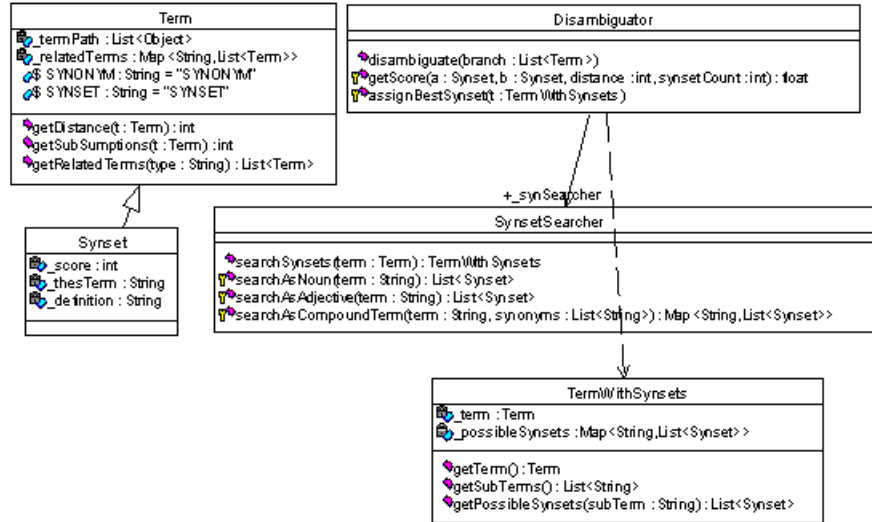 Term
_termPath : List<Object>
_relatedTerms : Map <String,List<Term>>
$ SYNONYM : String = "SYNONYM"
$ SYNSET : String = "SYNSET"
getDistance(t : Term) : int
getSubSumptions(t : Term) : int
getRelatedTerms(type : String) : List<Term>
Disambiguator
disambiguate(branch : List<Term>)
getScore(a : Synset, b : Synset, distance : int, synsetCount : int) : float
assignBestSynset(t : TermWithSynsets)
+_synSearcher
Synset
_score : int
_thesTerm : String
_definition : String
SynsetSearcher
searchSynsets(term : Term) : TermWithSynsets
searchAsNoun(term : String) : List<Synset>
searchAsAdjective(term : String) : List<Synset>
searchAsCompoundTerm(term : String, synonyms : List<String>) : Map <String,List<Synset>>
TermWithSynsets
_term : Term
_possibleSynsets : Map<String,List<Synset>>
getTerm() : Term
getSubTerms() : List<String>
getPossibleSynsets(subTerm : String) : List<Synset>